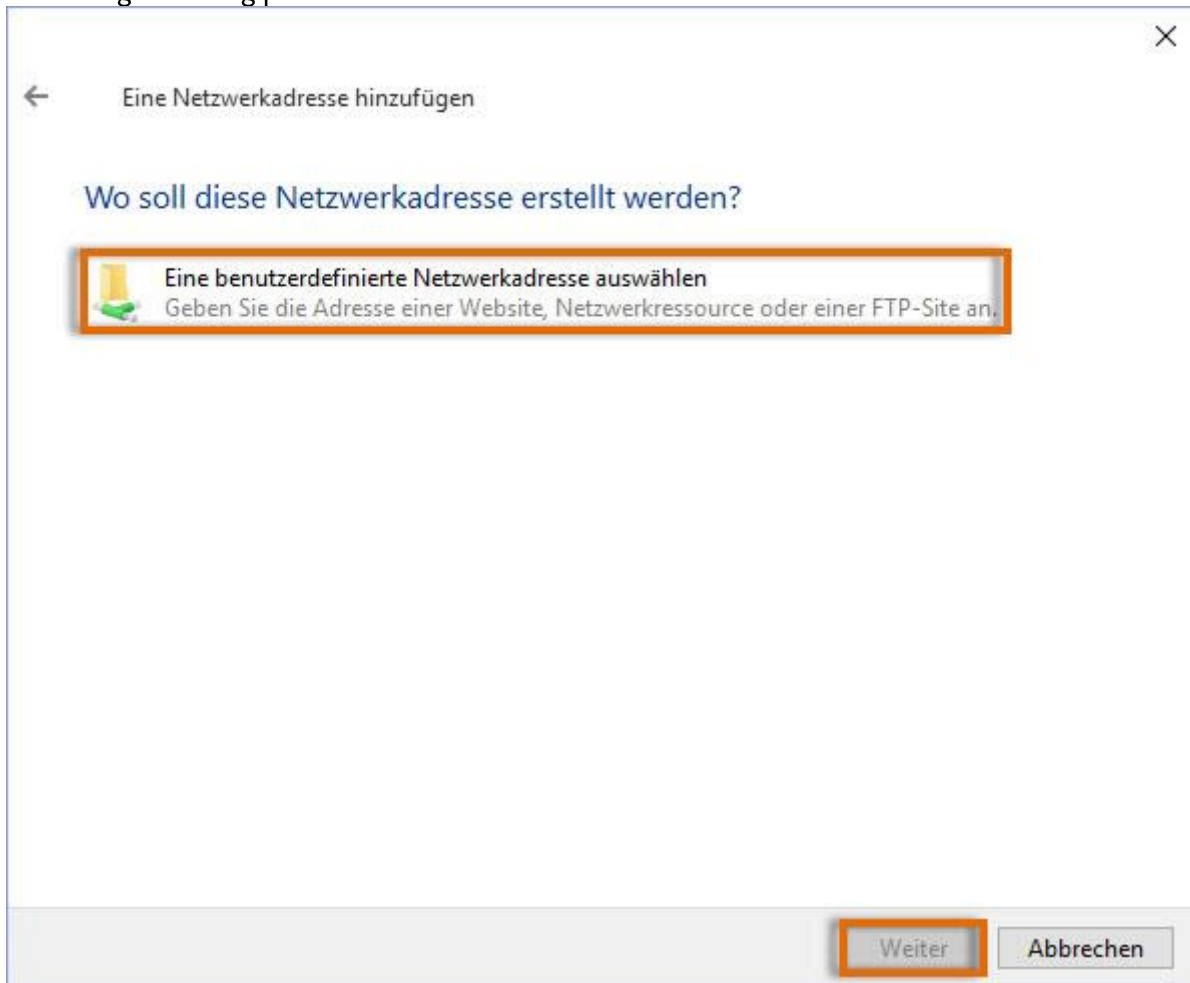 Eine Netzwerkadresse hinzufügen
Wo soll diese Netzwerkadresse erstellt werden?
Eine benutzerdefinierte Netzwerkadresse auswählen
Geben Sie die Adresse einer Website, Netzwerkressource oder einer FTP-Site an.
Weiter
Abbrechen